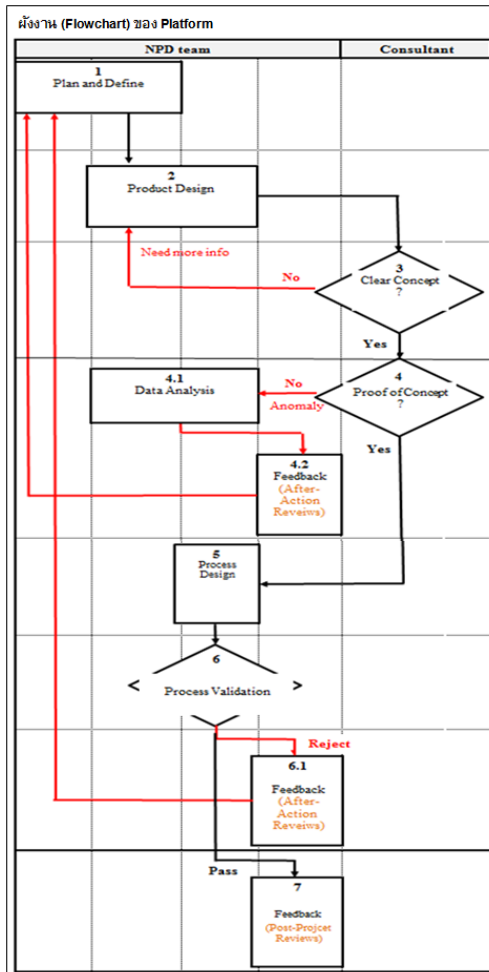 ผังงาน (Flowchart) ของ Platform
NPD team
Consultant
1
Plan and Define
2
Product Design
Need more info
No
3
Clear Concept
?
Yes
4.1
Data Analysis
No
Anomaly
4
Proof of Concept
?
Yes
4.2
Feedback
(After-
Action
Reveiws)
5
Process
Design
6
< Process Validation >
Reject
6.1
Feedback
(After-
Action
Reveiws)
Pass
7
Feedback
(Post-Projcet
Reviews)